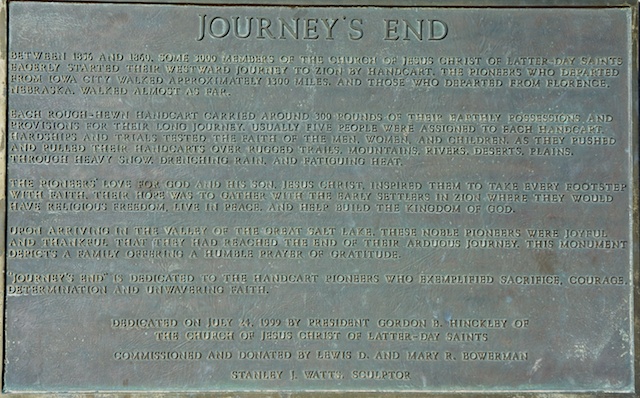 JOURNEY'S END
BETWEEN 1856 AND 1860, SOME 3000 MEMBERS OF THE CHURCH OF JESUS CHRIST OF LATTER-DAY SAINTS
EAGERLY STARTED THEIR WESTWARD JOURNEY TO ZION BY HANDCART. THE PIONEERS WHO DEPARTED
FROM IOWA CITY WALKED APPROXIMATELY 1300 MILES, AND THOSE WHO DEPARTED FROM FLORENCE,
NEBRASKA, WALKED ALMOST AS FAR.
EACH ROUGH-HEWN HANDCART CARRIED AROUND 300 POUNDS OF THEIR EARTHLY POSSESSIONS AND
PROVISIONS FOR THEIR LONG JOURNEY. USUALLY FIVE PEOPLE WERE ASSIGNED TO EACH HANDCART.
HARDSHIPS AND TRIALS TESTED THE FAITH OF THE MEN, WOMEN, AND CHILDREN, AS THEY PUSHED
AND PULLED THEIR HANDCARTS OVER RUGGED TRAILS, MOUNTAINS, RIVERS, DESERTS, PLAINS,
THROUGH HEAVY SNOW, DRENCHING RAIN, AND FATIGUING HEAT.
THE PIONEERS' LOVE FOR GOD AND HIS SON, JESUS CHRIST, INSPIRED THEM TO TAKE EVERY FOOTSTEP
WITH FAITH. THEIR HOPE WAS TO GATHER WITH THE EARLY SETTLERS IN ZION WHERE THEY WOULD
HAVE RELIGIOUS FREEDOM, LIVE IN PEACE, AND HELP BUILD THE KINGDOM OF GOD.
UPON ARRIVING IN THE VALLEY OF THE GREAT SALT LAKE, THESE NOBLE PIONEERS WERE JOYFUL
AND THANKFUL THAT THEY HAD REACHED THE END OF THEIR ARDUOUS JOURNEY. THIS MONUMENT
DEPICTS A FAMILY OFFERING A HUMBLE PRAYER OF GRATITUDE.
"JOURNEY'S END" IS DEDICATED TO THE HANDCART PIONEERS WHO EXEMPLIFIED SACRIFICE, COURAGE,
DETERMINATION AND UNWAVERING FAITH.
DEDICATED ON JULY 24, 1999 BY PRESIDENT GORDON B. HINCKLEY OF
THE CHURCH OF JESUS CHRIST OF LATTER-DAY SAINTS
COMMISSIONED AND DONATED BY LEWIS D. AND MARY R. BOWERMAN
STANLEY J. WATTS, SCULPTOR